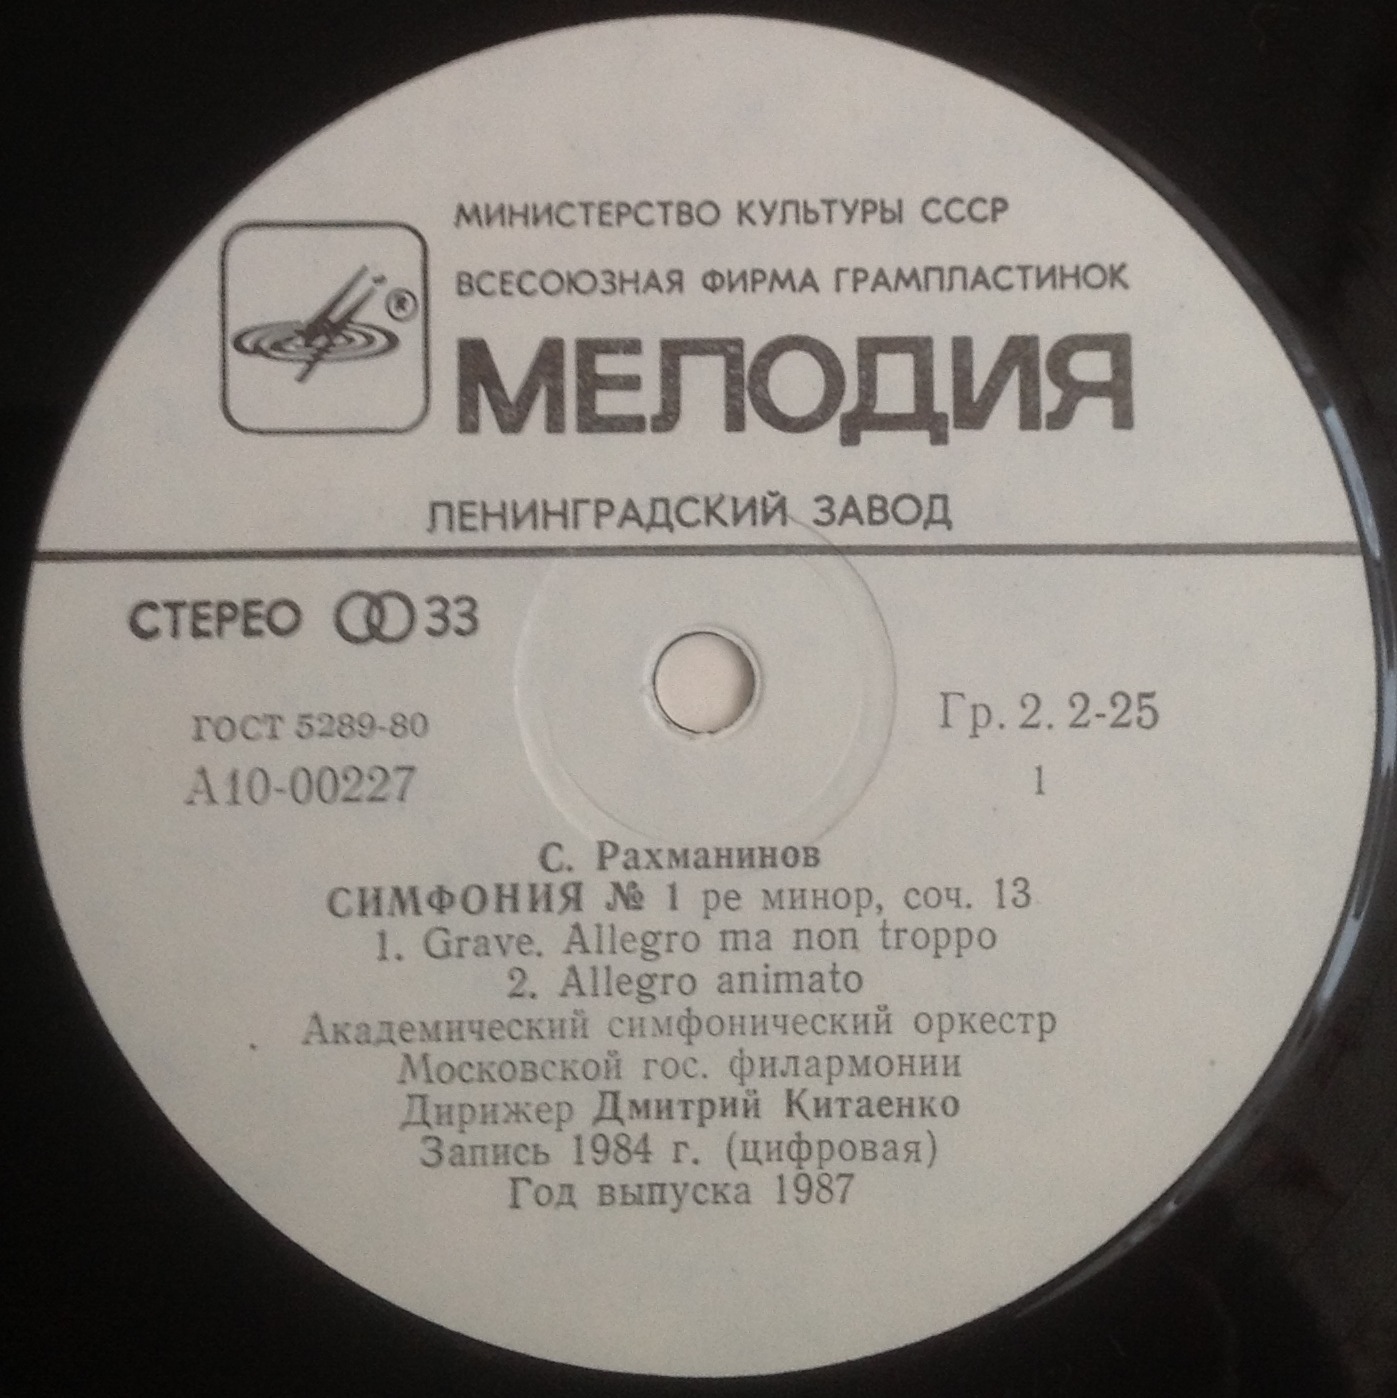 МИНИСТЕРСТВО КУЛЬТУРЫ СССР
ВСЕСОЮЗНАЯ ФИРМА ГРАМПЛАСТИНОК
®
МЕЛОДИЯ
ЛЕНИНГРАДСКИЙ ЗАВОД
СТЕРЕО 33
ГОСТ 5289-80
Гр. 2. 2-25
А10-00227
1
С. Рахманинов
СИМФОНИЯ № 1 ре минор, соч. 13
1. Grave. Allegro ma non troppo
2. Allegro animato
Академический симфонический оркестр
Московской гос. филармонии
Дирижер Дмитрий Китаенко
Запись 1984 г. (цифровая)
Год выпуска 1987